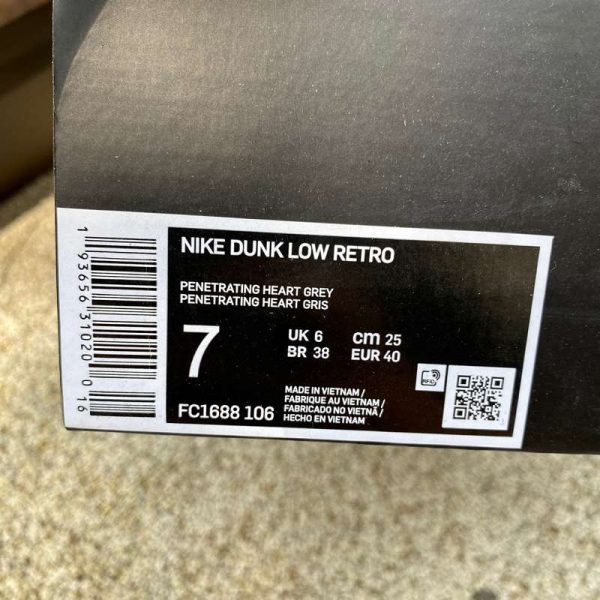 NIKE DUNK LOW RETRO
PENETRATING HEART GREY
PENETRATING HEART GRIS
7
UK 6 cm 25
BR 38 EUR 40
FC1688 106
MADE IN VIETNAM /
FABRIQUE AU VIETNAM /
FABRICADO NO VIETNÃ /
HECHO EN VIETNAM
RFID
1 93656 31020 0 16